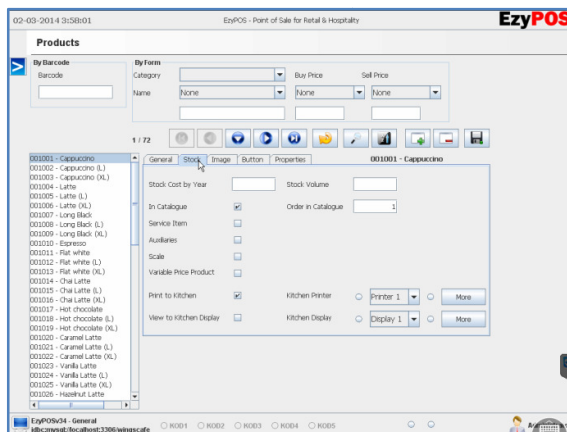 02-03-2014 3:58:01
EzyPOS - Point of Sale for Retail & Hospitality
EzyPOS
Products
By Barcode
Barcode
By Form
Category
Buy Price
Sell Price
Name
None
None
None
1 / 72
001001 - Cappuccino
001002 - Cappuccino (L)
001003 - Cappuccino (XL)
001004 - Latte
001005 - Latte (L)
001006 - Latte (XL)
001007 - Long Black
001008 - Long Black (L)
001009 - Long Black (XL)
001010 - Espresso
001011 - Flat white
001012 - Flat white (L)
001013 - Flat white (XL)
001014 - Chai Latte
001015 - Chai Latte (L)
001016 - Chai Latte (XL)
001017 - Hot chocolate
001018 - Hot chocolate (L)
001019 - Hot chocolate (XL)
001020 - Caramel Latte
001021 - Caramel Latte (L)
001022 - Caramel Latte (XL)
001023 - Vanilla Latte
001024 - Vanilla Latte (L)
001025 - Vanilla Latte (XL)
001026 - Hazelnut Latte
General
Stock
Image
Button
Properties
001001 - Cappuccino
Stock Cost by Year
Stock Volume
In Catalogue
Order in Catalogue
1
Service Item
Auxiliaries
Scale
Variable Price Product
Print to Kitchen
Kitchen Printer
Printer 1
More
View to Kitchen Display
Kitchen Display
Display 1
More
EzyPOSv34 - General
jdbc:mysql://localhost:3306/wingscafe
KOD1
KOD2
KOD3
KOD4
KOD5